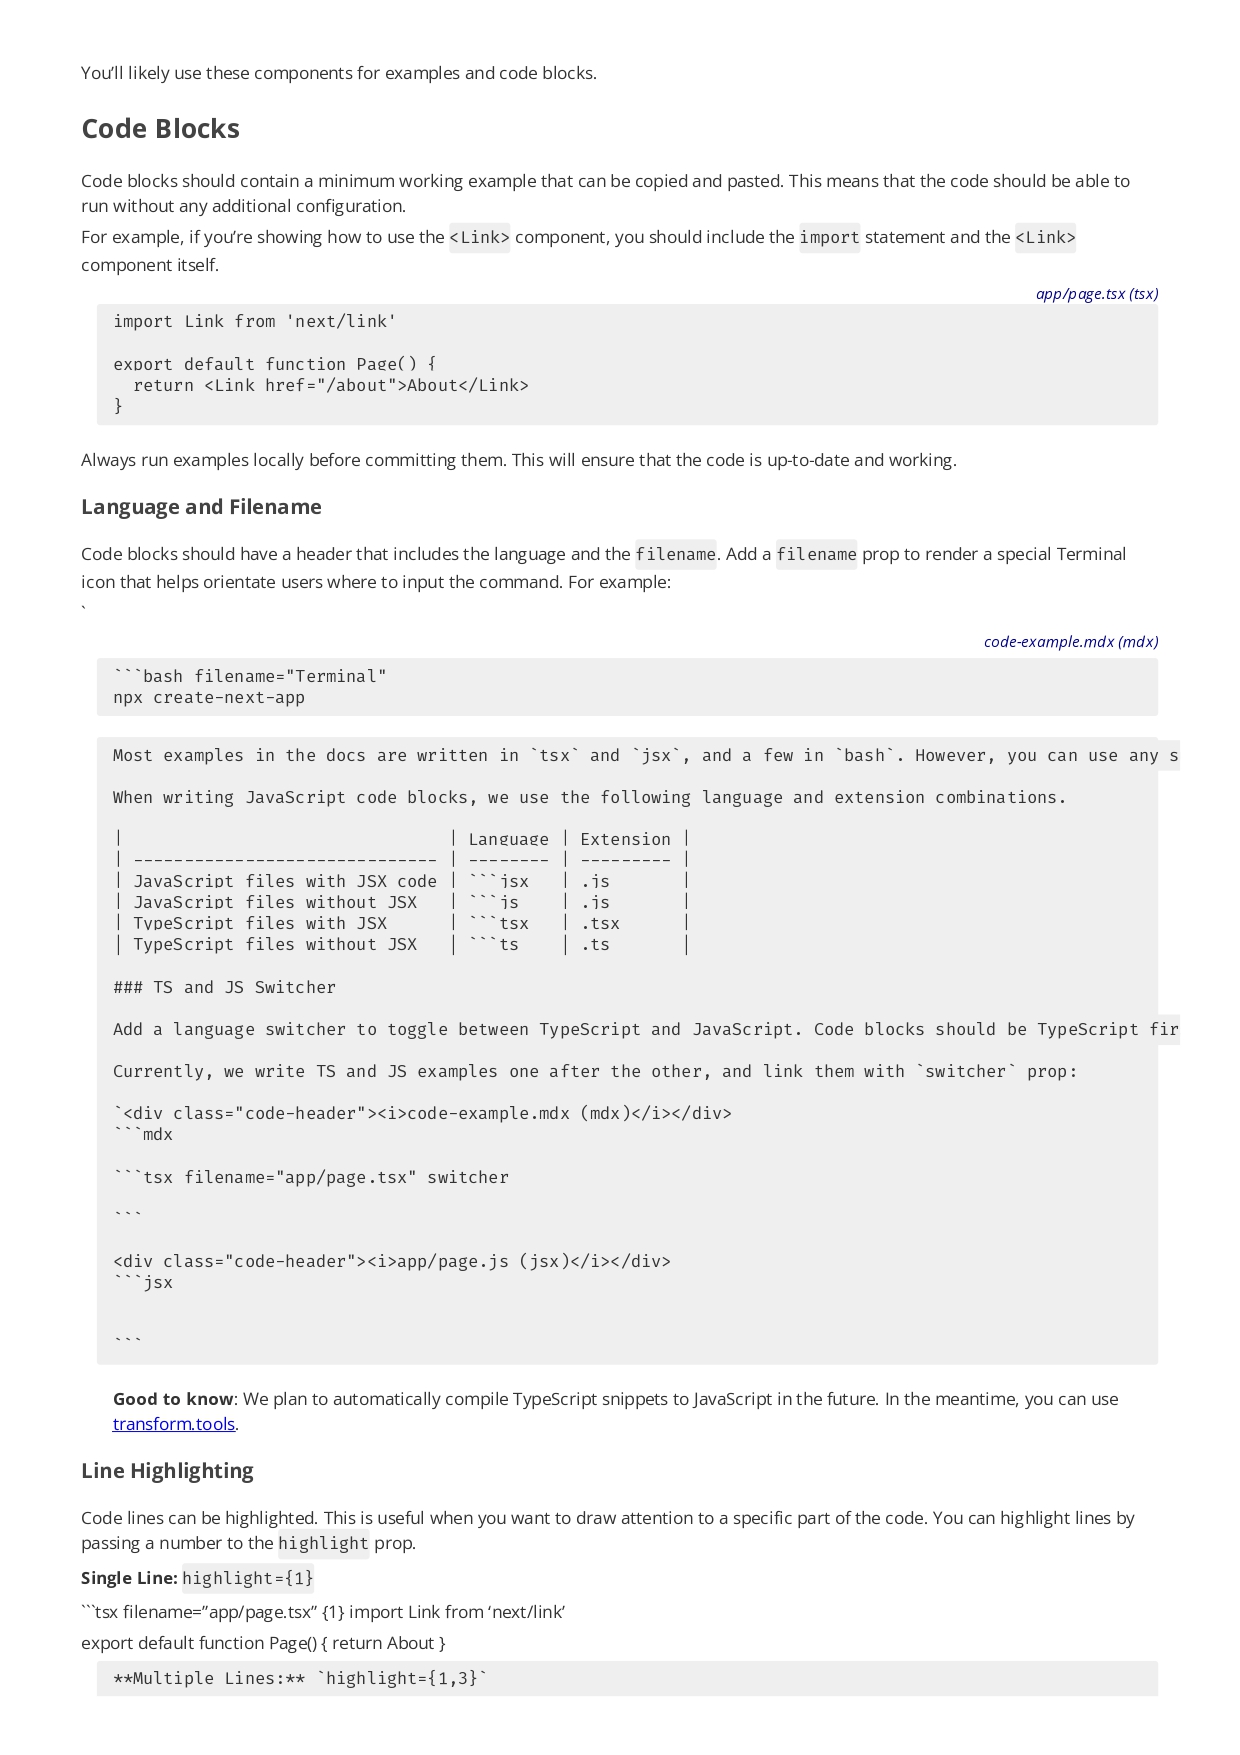 You’ll likely use these components for examples and code blocks.
Code Blocks
Code blocks should contain a minimum working example that can be copied and pasted. This means that the code should be able to
run without any additional configuration.
For example, if you’re showing how to use the <Link> component, you should include the import statement and the <Link>
component itself.
app/page.tsx (tsx)
import Link from 'next/link'
export default function Page() {
  return <Link href="/about">About</Link>
}
Always run examples locally before committing them. This will ensure that the code is up-to-date and working.
Language and Filename
Code blocks should have a header that includes the language and the filename. Add a filename prop to render a special Terminal
icon that helps orientate users where to input the command. For example:
`
code-example.mdx (mdx)
```bash filename="Terminal"
npx create-next-app
Most examples in the docs are written in `tsx` and `jsx`, and a few in `bash`. However, you can use any s
When writing JavaScript code blocks, we use the following language and extension combinations.
|                                | Language | Extension |
| ------------------------------ | -------- | --------- |
| JavaScript files with JSX code | ```jsx   | .js       |
| JavaScript files without JSX   | ```js    | .js       |
| TypeScript files with JSX      | ```tsx   | .tsx      |
| TypeScript files without JSX   | ```ts    | .ts       |
### TS and JS Switcher
Add a language switcher to toggle between TypeScript and JavaScript. Code blocks should be TypeScript fir
Currently, we write TS and JS examples one after the other, and link them with `switcher` prop:
`<div class="code-header"><i>code-example.mdx (mdx)</i></div>
```mdx
```tsx filename="app/page.tsx" switcher
```
<div class="code-header"><i>app/page.js (jsx)</i></div>
```jsx
```
Good to know: We plan to automatically compile TypeScript snippets to JavaScript in the future. In the meantime, you can use
transform.tools.
Line Highlighting
Code lines can be highlighted. This is useful when you want to draw attention to a specific part of the code. You can highlight lines by
passing a number to the highlight prop.
Single Line: highlight={1}
```tsx filename=”app/page.tsx” {1} import Link from ‘next/link’
export default function Page() { return About }
**Multiple Lines:** `highlight={1,3}`